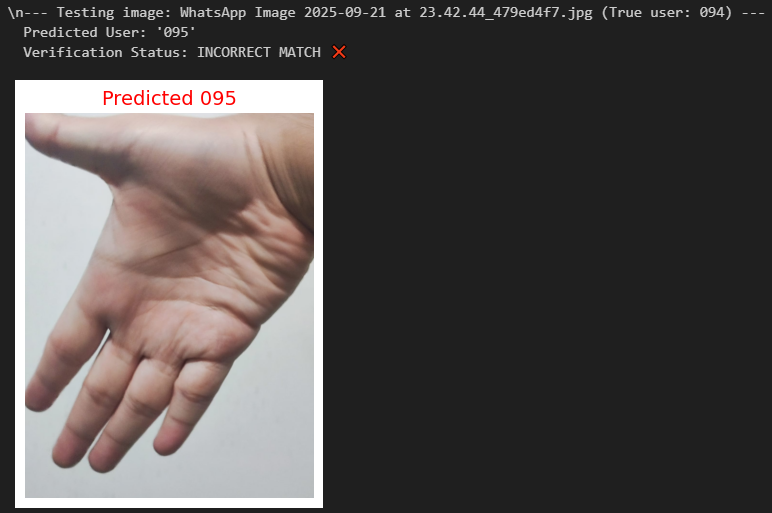 \n--- Testing image: WhatsApp Image 2025-09-21 at 23.42.44_479ed4f7.jpg (True user: 094) ---
Predicted User: '095'
Verification Status: INCORRECT MATCH ❌
Predicted 095